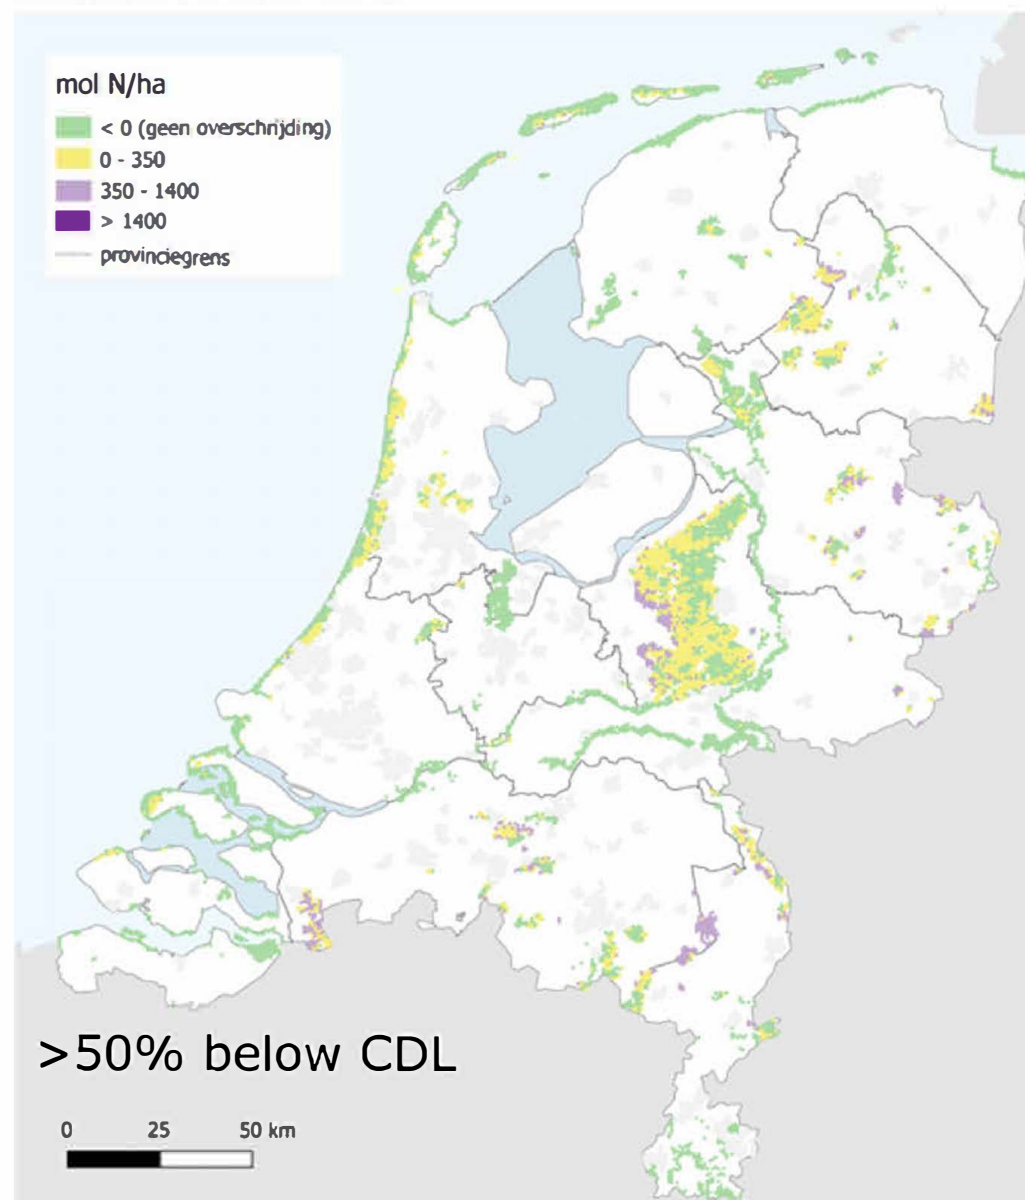 mol N/ha
< 0 (geen overschrijding)
0 - 350
350 - 1400
> 1400
provinciegrens
>50% below CDL
0 25 50 km